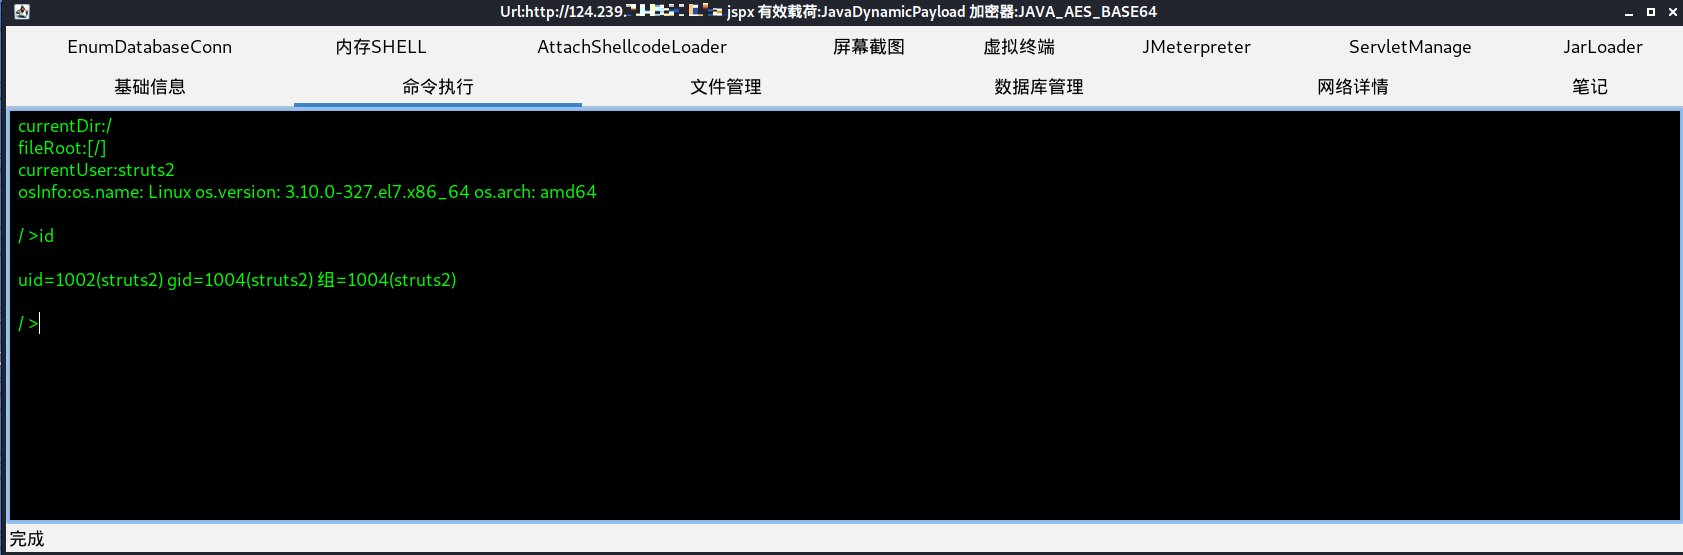 Url:http://124.239. jspx 有效载荷:JavaDynamicPayload 加密器:JAVA_AES_BASE64
EnumDatabaseConn 内存SHELL AttachShellcodeLoader 屏幕截图 虚拟终端 JMeterpreter ServletManage JarLoader
基础信息 命令执行 文件管理 数据库管理 网络详情 笔记
currentDir:/
fileRoot:[/]
currentUser:struts2
osInfo:os.name: Linux os.version: 3.10.0-327.el7.x86_64 os.arch: amd64
/ >id
uid=1002(struts2) gid=1004(struts2) 组=1004(struts2)
/ >
完成